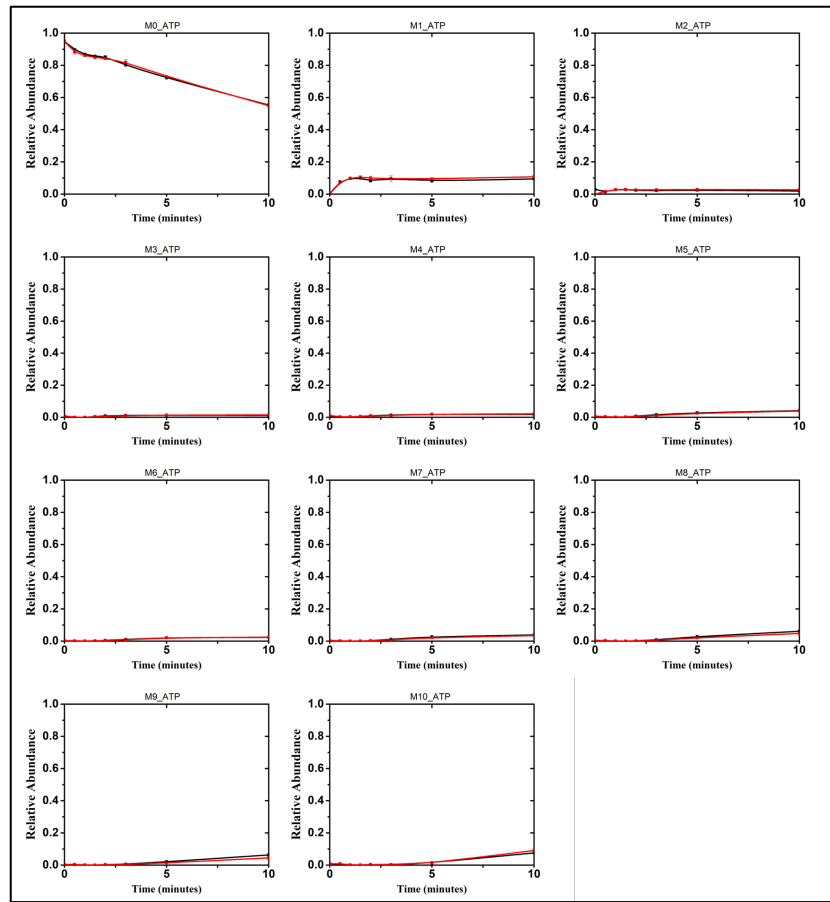 M0_ATP M1_ATP M2_ATP
1.0 1.0 1.0
0.8 0.8 0.8
0.6 0.6 0.6
0.4 0.4 0.4
0.2 0.2 0.2
0.0 0.0 0.0
0 5 10 0 5 10 0 5 10
Relative Abundance Relative Abundance Relative Abundance
Time (minutes) Time (minutes) Time (minutes)
M3_ATP M4_ATP M5_ATP
1.0 1.0 1.0
0.8 0.8 0.8
0.6 0.6 0.6
0.4 0.4 0.4
0.2 0.2 0.2
0.0 0.0 0.0
0 5 10 0 5 10 0 5 10
Relative Abundance Relative Abundance Relative Abundance
Time (minutes) Time (minutes) Time (minutes)
M6_ATP M7_ATP M8_ATP
1.0 1.0 1.0
0.8 0.8 0.8
0.6 0.6 0.6
0.4 0.4 0.4
0.2 0.2 0.2
0.0 0.0 0.0
0 5 10 0 5 10 0 5 10
Relative Abundance Relative Abundance Relative Abundance
Time (minutes) Time (minutes) Time (minutes)
M9_ATP M10_ATP
1.0 1.0
0.8 0.8
0.6 0.6
0.4 0.4
0.2 0.2
0.0 0.0
0 5 10 0 5 10
Relative Abundance Relative Abundance
Time (minutes) Time (minutes)